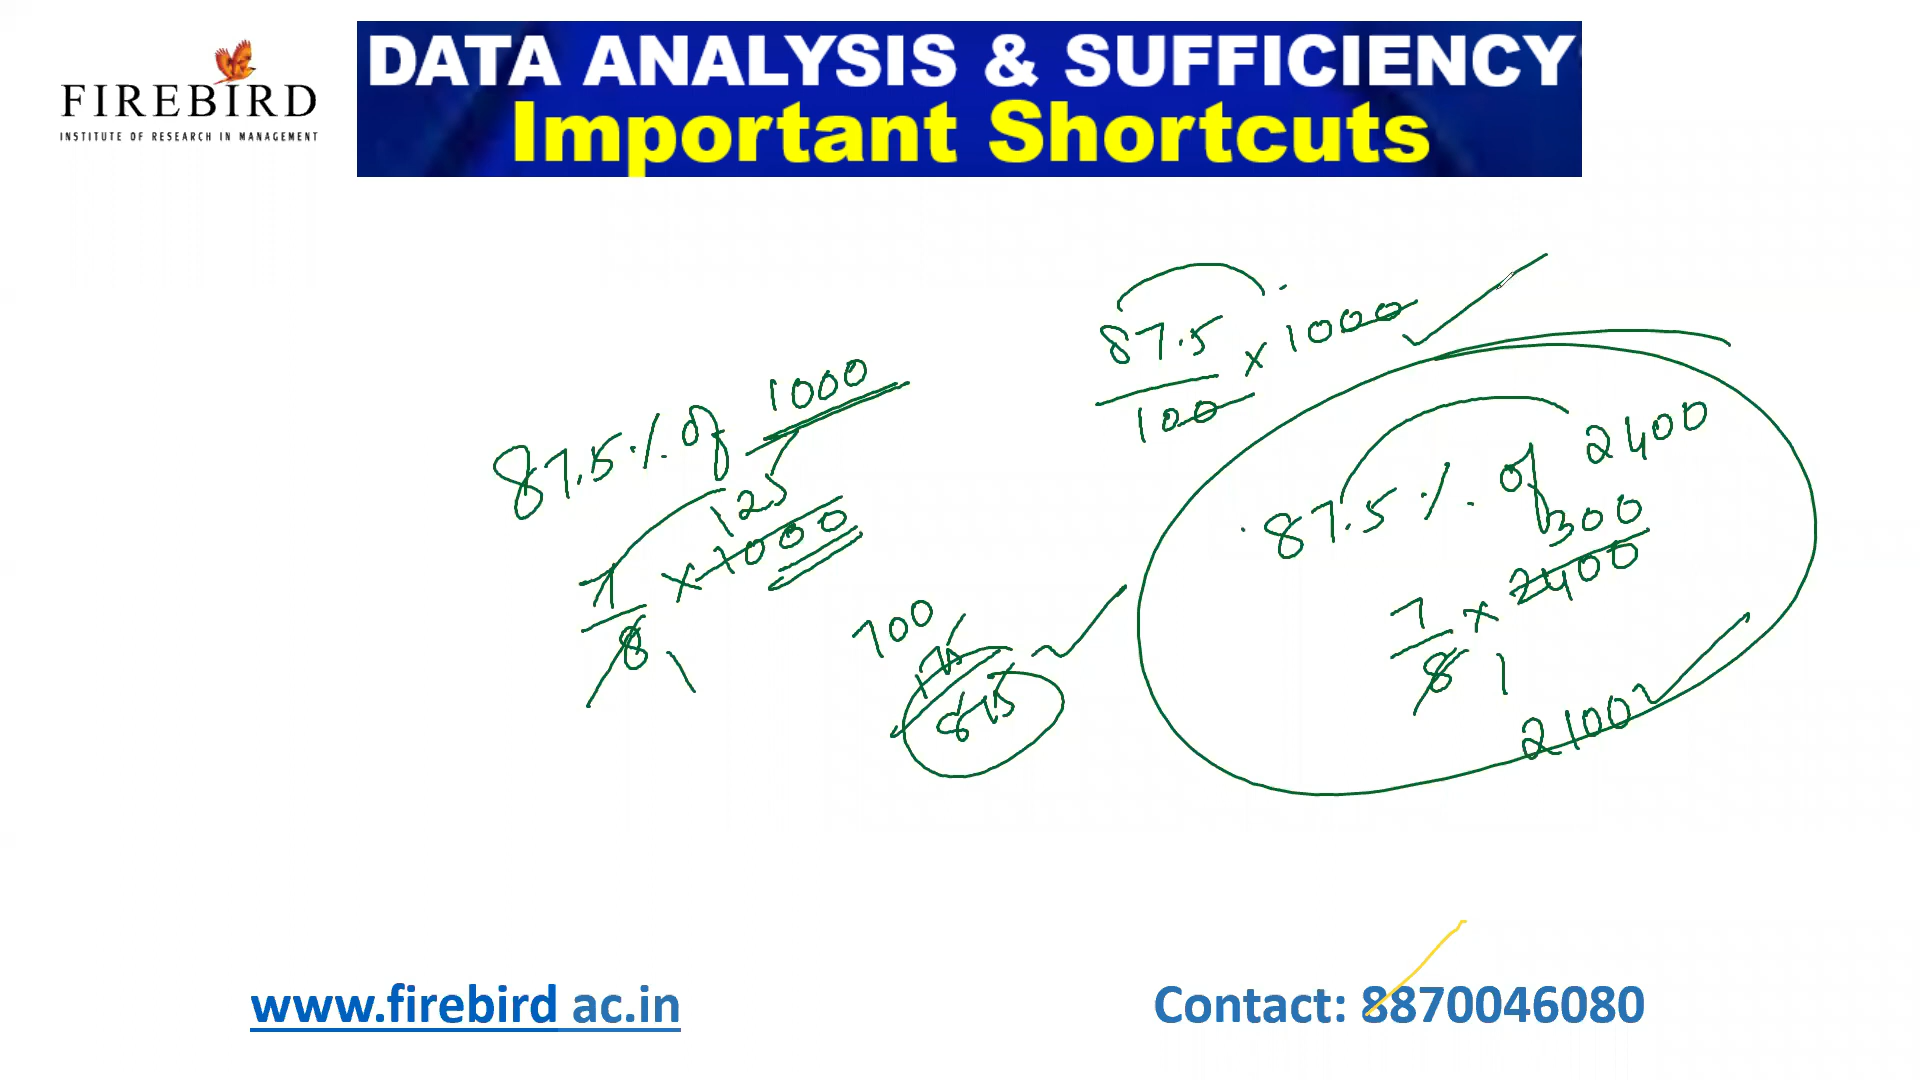 FIREBIRD
INSTITUTE OF RESEARCH IN MANAGEMENT
DATA ANALYSIS & SUFFICIENCY
Important Shortcuts
87.5% of 1000
125
7/8 × 1000
1
700
175
875
87.5/100 × 1000
87.5% of 2400
300
7/8 × 2400
1
2100
www.firebird ac.in
Contact: 8870046080